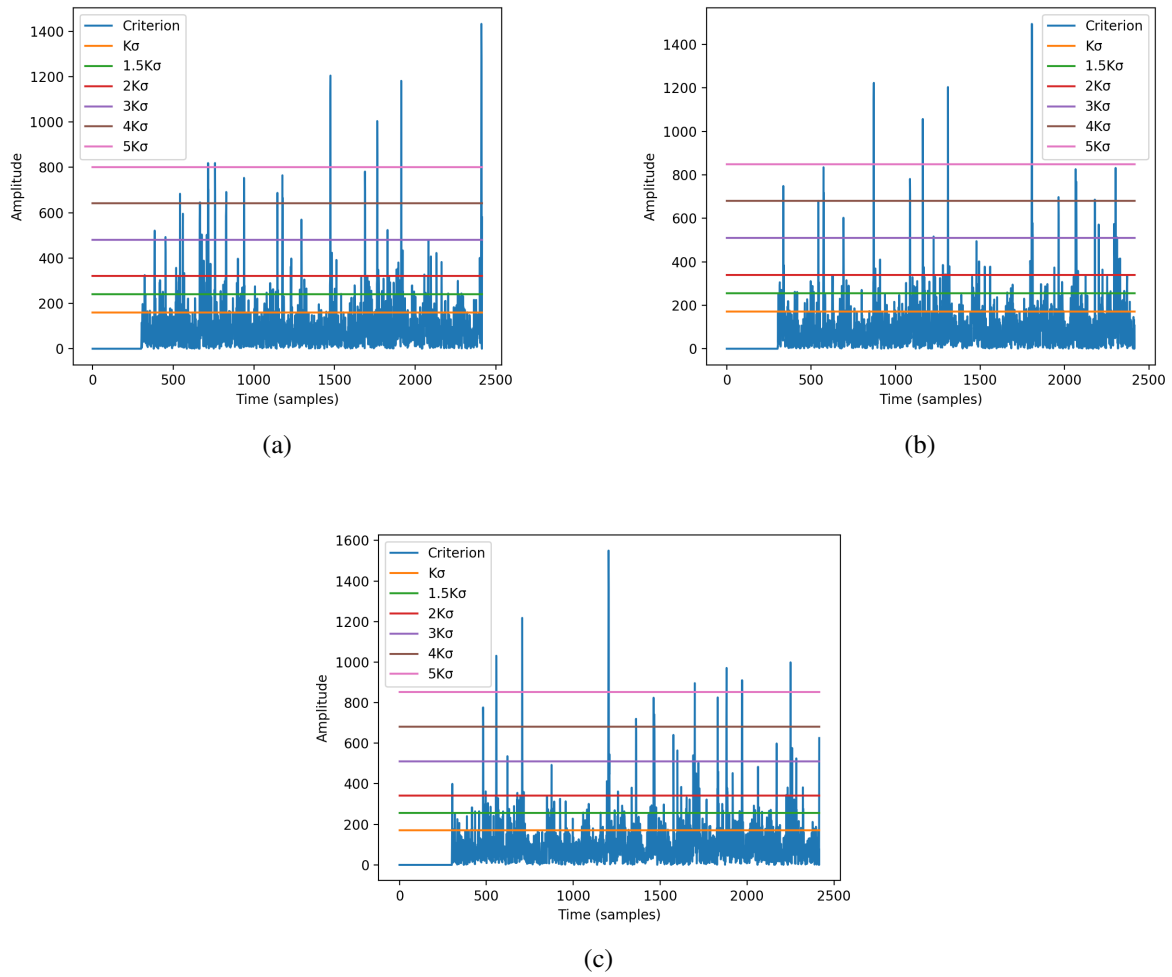 Criterion
Kσ
1.5Kσ
2Kσ
3Kσ
4Kσ
5Kσ
1400
1200
1000
800
600
400
200
0
Amplitude
0 500 1000 1500 2000 2500
Time (samples)
(a)
Criterion
Kσ
1.5Kσ
2Kσ
3Kσ
4Kσ
5Kσ
1400
1200
1000
800
600
400
200
0
Amplitude
0 500 1000 1500 2000 2500
Time (samples)
(b)
Criterion
Kσ
1.5Kσ
2Kσ
3Kσ
4Kσ
5Kσ
1600
1400
1200
1000
800
600
400
200
0
Amplitude
0 500 1000 1500 2000 2500
Time (samples)
(c)